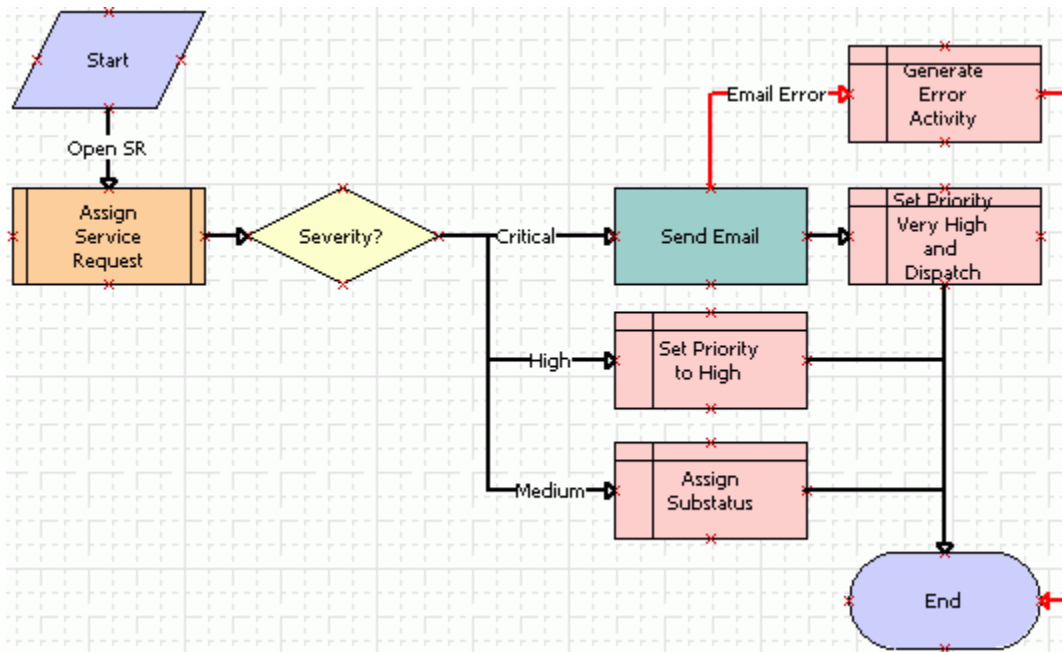 Start
Open SR
Assign
Service
Request
Severity?
Critical
Send Email
Email Error
Generate
Error
Activity
Set Priority
Very High
and
Dispatch
High
Set Priority
to High
Medium
Assign
Substatus
End